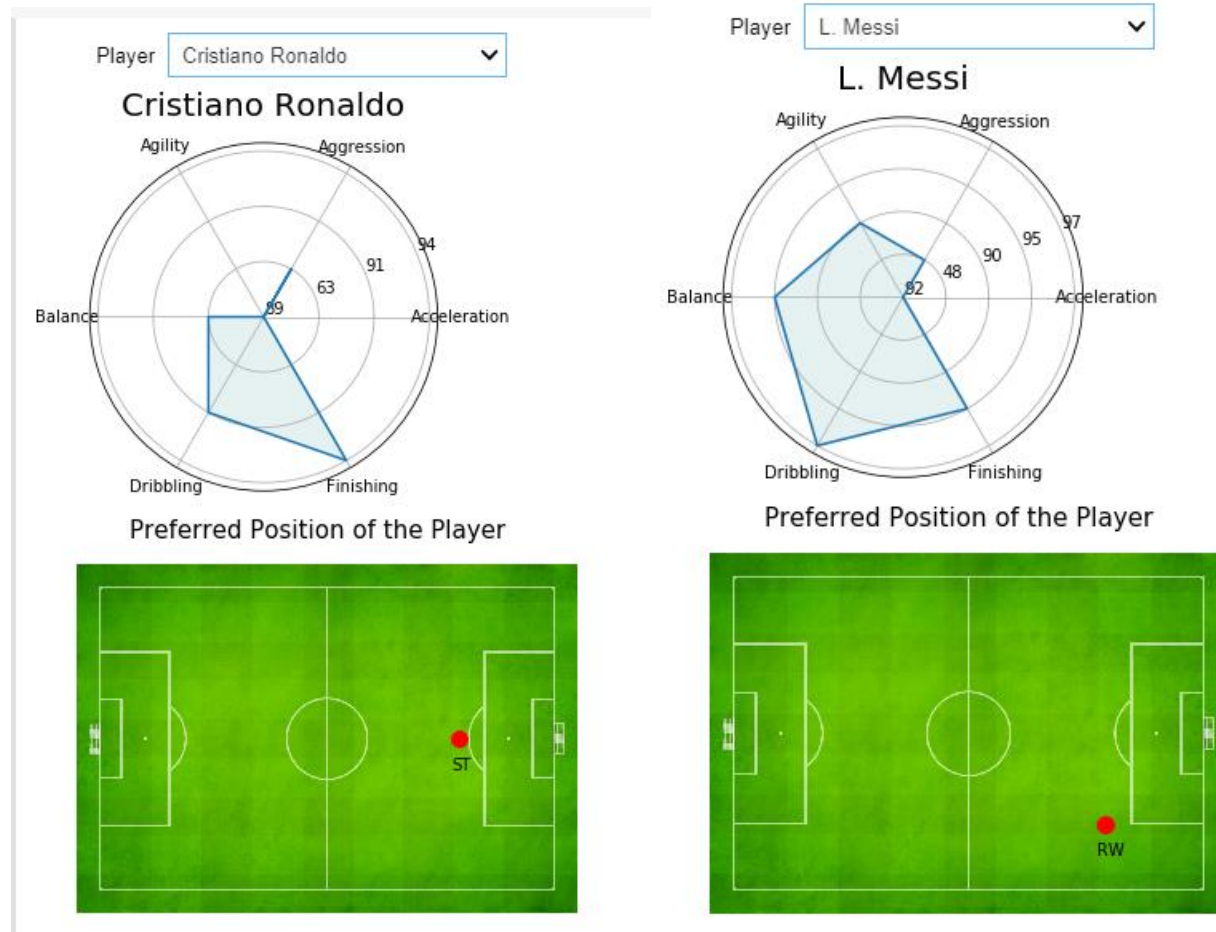 Player Cristiano Ronaldo
Cristiano Ronaldo
Agility
Aggression
94
91
63
89
Balance
Acceleration
Dribbling
Finishing
Preferred Position of the Player
ST
Player L. Messi
L. Messi
Agility
Aggression
97
95
90
48
92
Balance
Acceleration
Dribbling
Finishing
Preferred Position of the Player
RW